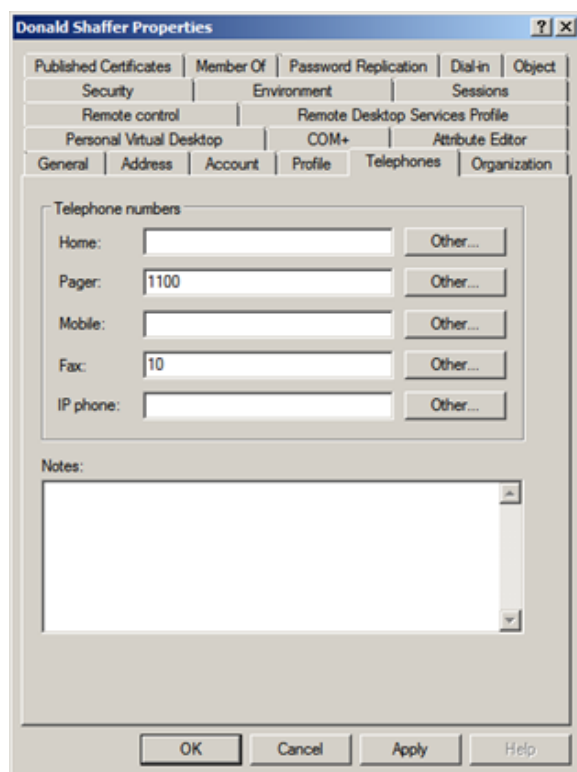 Donald Shaffer Properties
Published Certificates Member Of Password Replication Dial-in Object
Security Environment Sessions
Remote control Remote Desktop Services Profile
Personal Virtual Desktop COM+ Attribute Editor
General Address Account Profile Telephones Organization
Telephone numbers
Home: Other...
Pager: 1100 Other...
Mobile: Other...
Fax: 10 Other...
IP phone: Other...
Notes:
OK Cancel Apply Help